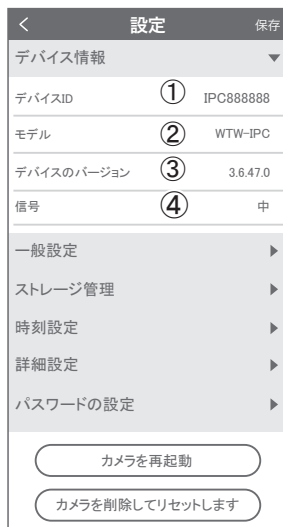 < 設定 保存
デバイス情報 ▼
デバイスID ① IPC888888
モデル ② WTW-IPC
デバイスのバージョン ③ 3.6.47.0
信号 ④ 中
一般設定 ▶
ストレージ管理 ▶
時刻設定 ▶
詳細設定 ▶
パスワードの設定 ▶
カメラを再起動
カメラを削除してリセットします